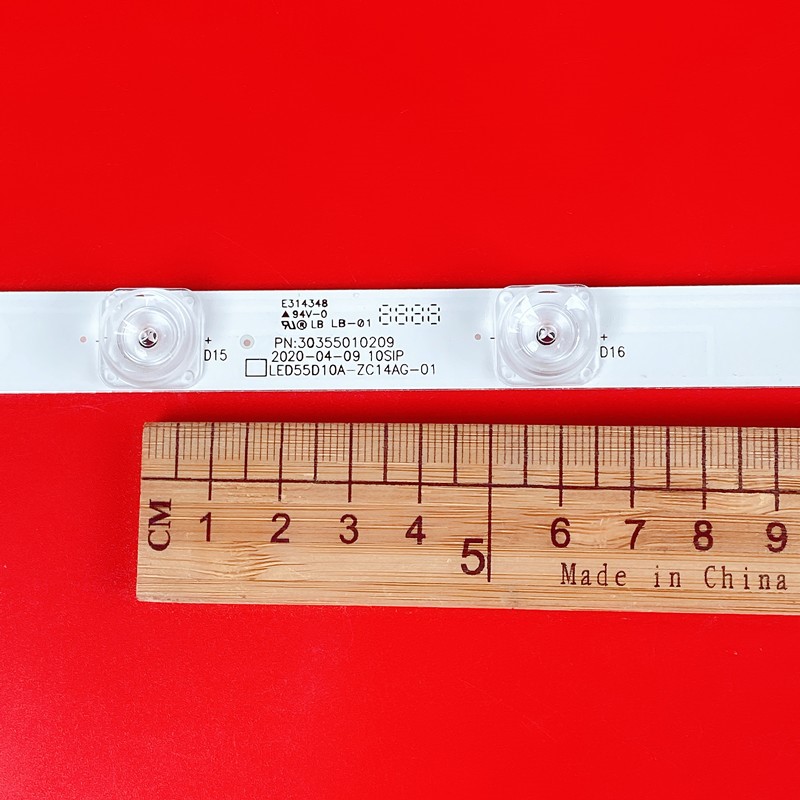 E314348
▲94V-0
LB LB-01 8888
PN:30355010209
- + D15
- + D16
2020-04-09 10SIP
LED55D10A-ZC14AG-01
CM 1 2 3 4 5 6 7 8 9
Made in China